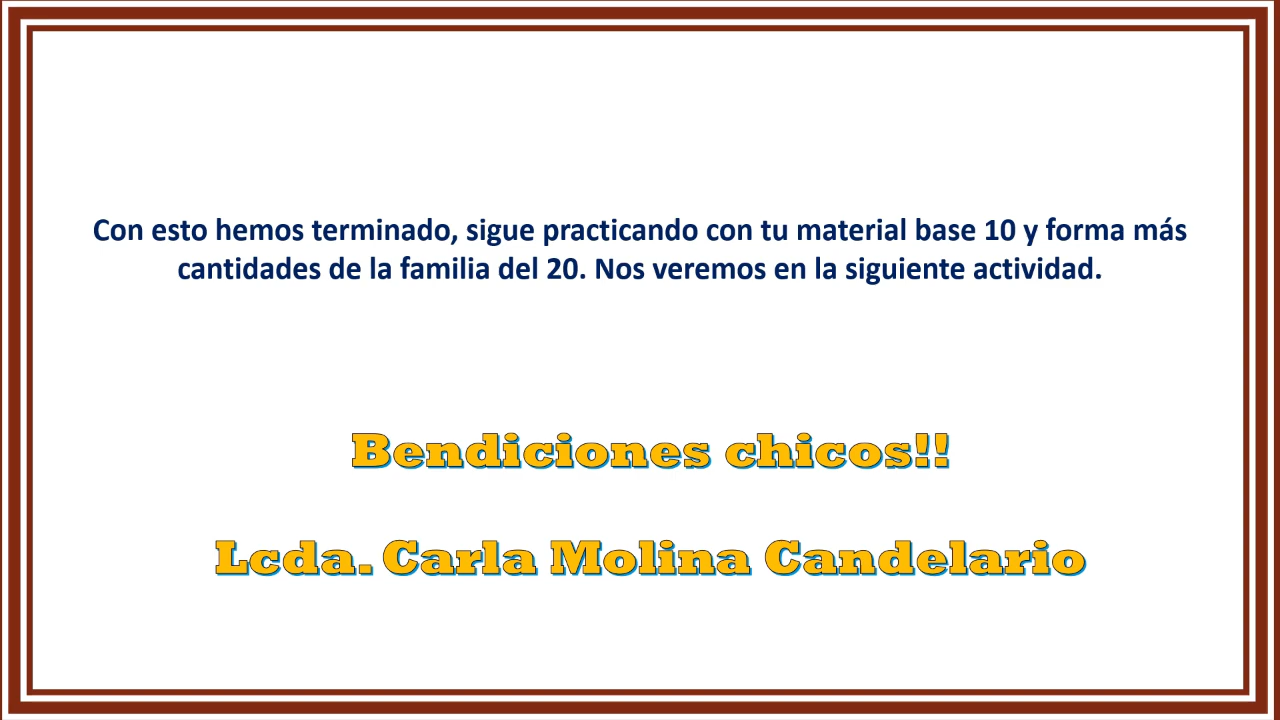 Con esto hemos terminado, sigue practicando con tu material base 10 y forma más
cantidades de la familia del 20. Nos veremos en la siguiente actividad.
Bendiciones chicos!!
Lcda. Carla Molina Candelario